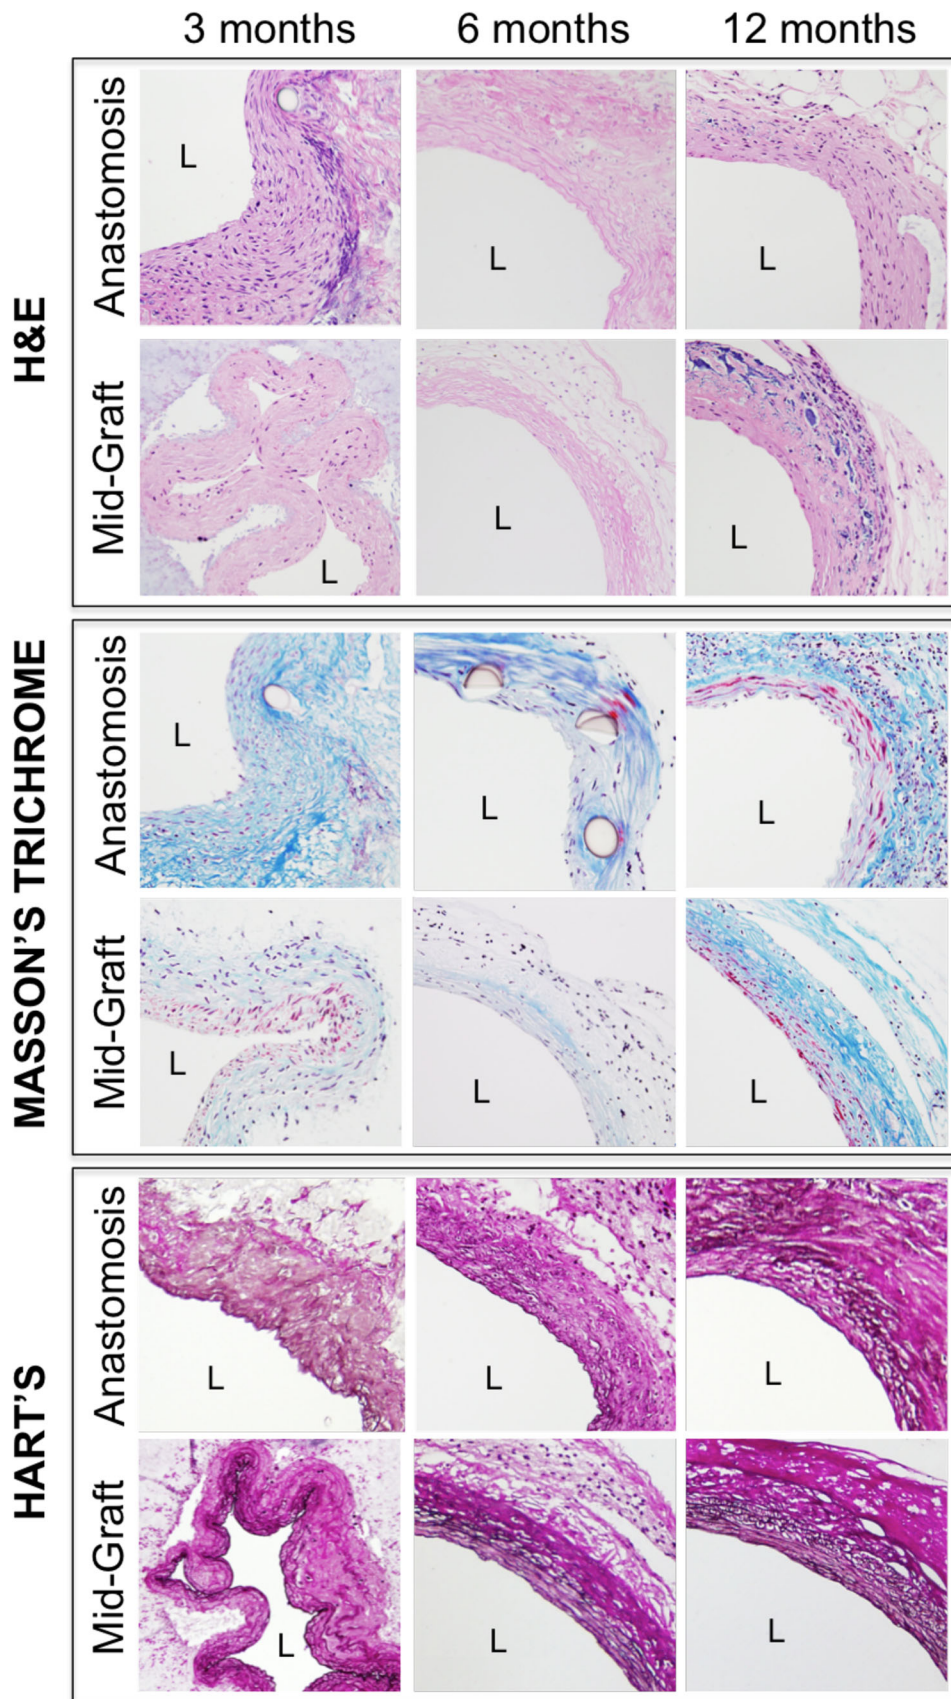 3 months 6 months 12 months
H&E
Anastomosis
L L L
Mid-Graft
L L L
MASSON'S TRICHROME
Anastomosis
L L L
Mid-Graft
L L L
HART'S
Anastomosis
L L L
Mid-Graft
L L L